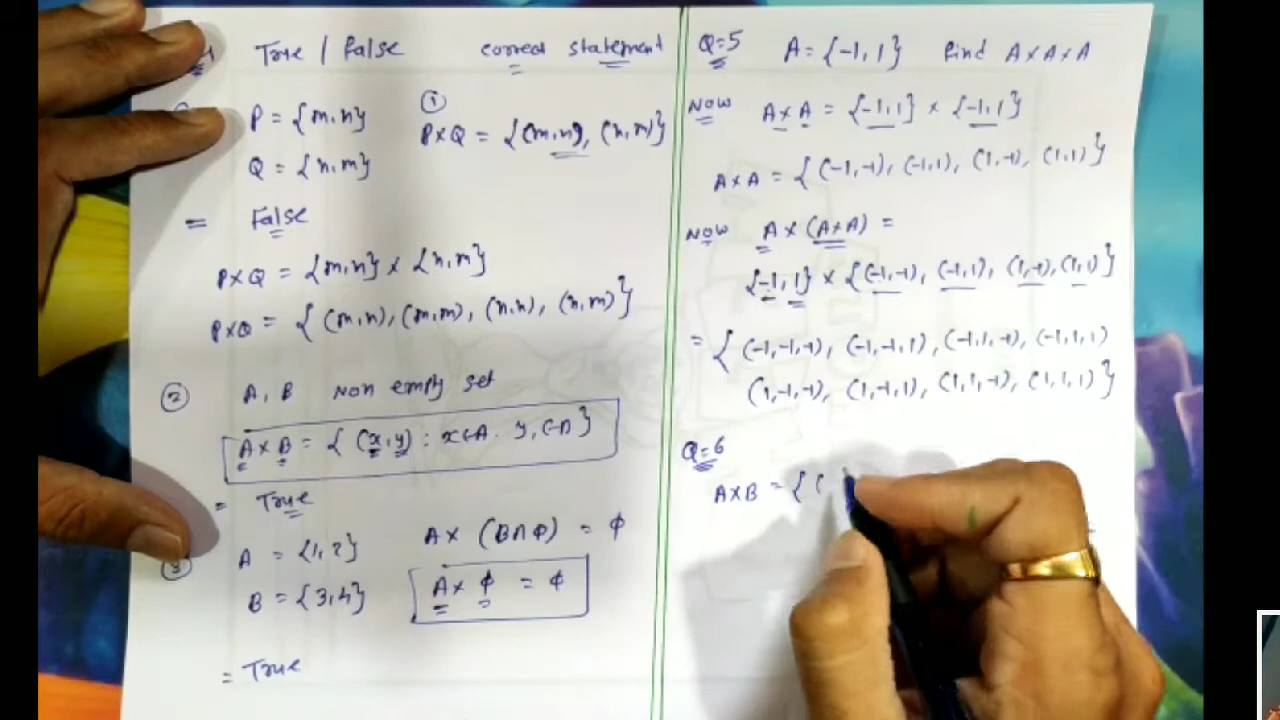 True / False correct statement
①
P = {m,n} P×Q = {(m,n), (n,m)}
Q = {n,m}
= False
P×Q = {m,n} × {n,m}
P×Q = {(m,n), (m,m), (n,n), (n,m)}
② A, B non empty set
A×B = {(x,y) : x∈A. y,∈B}
= True
③ A = {1,2} A× (B∩ϕ) = ϕ
B = {3,4} A× ϕ = ϕ
= True
Q=5 A = {-1,1} find A×A×A
Now A×A = {-1,1} × {-1,1}
A×A = {(-1,-1), (-1,1), (1,-1), (1,1)}
Now A × (A×A) =
{-1,1} × {(-1,-1), (-1,1), (1,-1), (1,1)}
= {(-1,-1,-1), (-1,-1,1), (-1,1,-1), (-1,1,1)
(1,-1,-1), (1,-1,1), (1,1,-1), (1,1,1)}
Q=6
A×B = {(